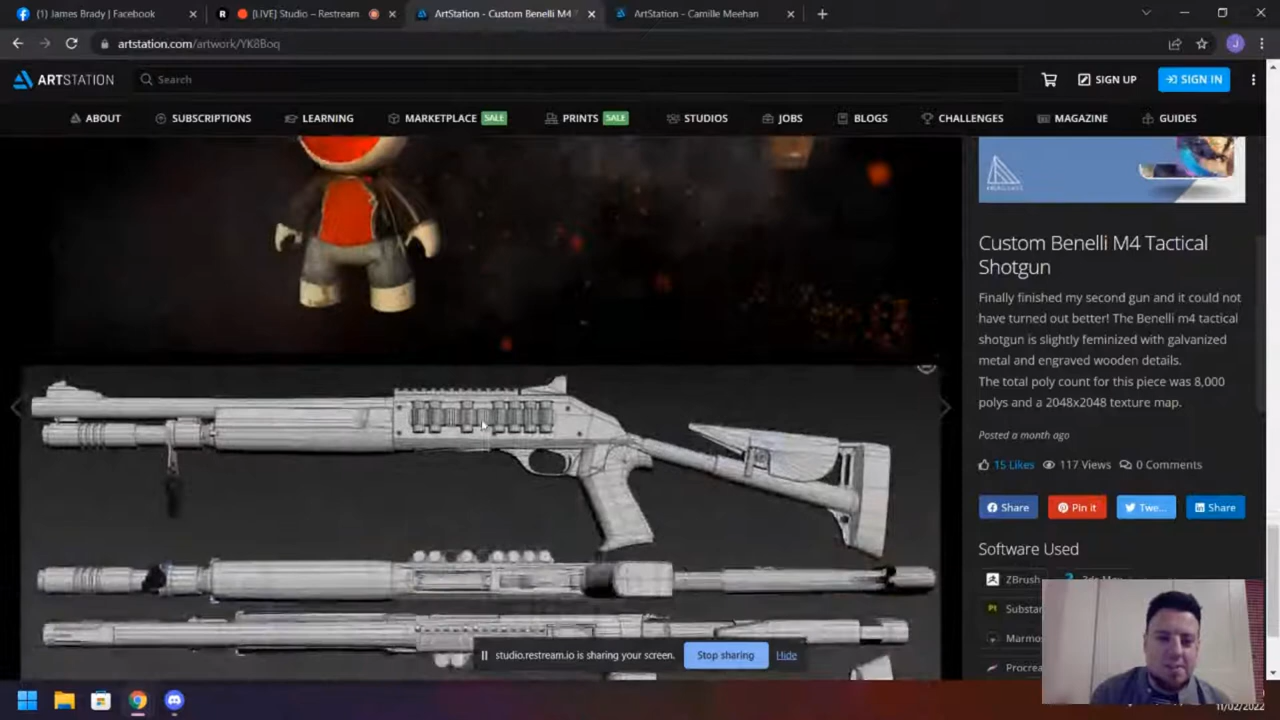 (1) James Brady | Facebook
R
[LIVE] Studio – Restream
ArtStation - Custom Benelli M4 T
ArtStation - Camille Meehan
artstation.com/artwork/YK8Boq
J
ARTSTATION
Search
SIGN UP
SIGN IN
ABOUT
SUBSCRIPTIONS
LEARNING
MARKETPLACE SALE
PRINTS SALE
STUDIOS
JOBS
BLOGS
CHALLENGES
MAGAZINE
GUIDES
Custom Benelli M4 Tactical
Shotgun
Finally finished my second gun and it could not
have turned out better! The Benelli m4 tactical
shotgun is slightly feminized with galvanized
metal and engraved wooden details.
The total poly count for this piece was 8,000
polys and a 2048x2048 texture map.
Posted a month ago
15 Likes 117 Views 0 Comments
Share
Pin it
Twe...
Share
Software Used
ZBrush
Pt
studio.restream.io is sharing your screen.
Stop sharing
Hide
11/02/2022